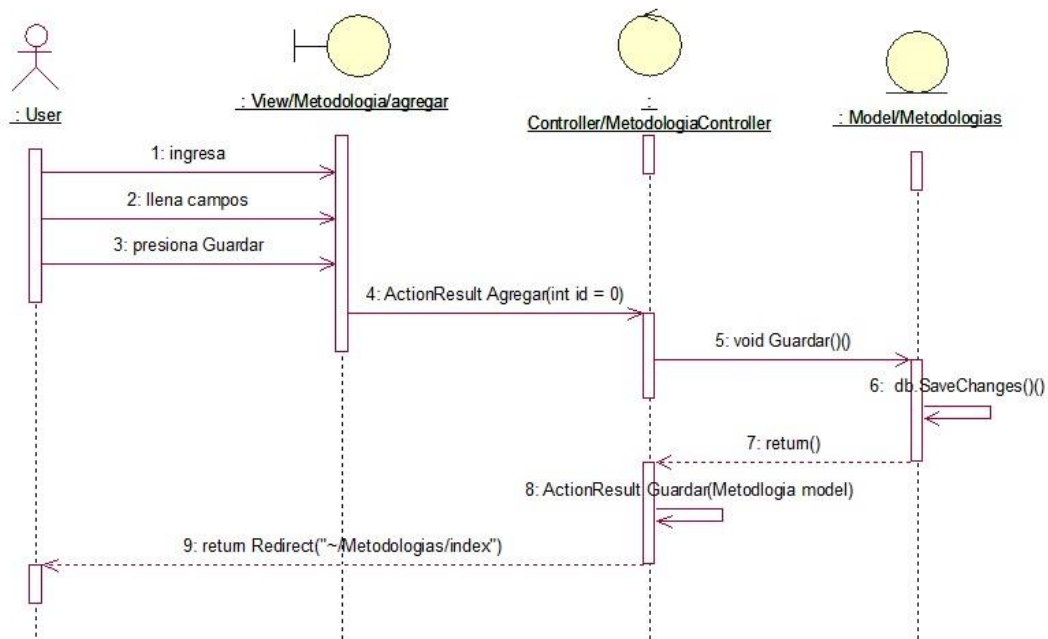 : User
: View/Metodologia/agregar
:
Controller/MetodologiaController
: Model/Metodologias
1: ingresa
2: llena campos
3: presiona Guardar
4: ActionResult Agregar(int id = 0)
5: void Guardar()()
6: db.SaveChanges()()
7: return()
8: ActionResult Guardar(Metodlogia model)
9: return Redirect("~/Metodologias/index")